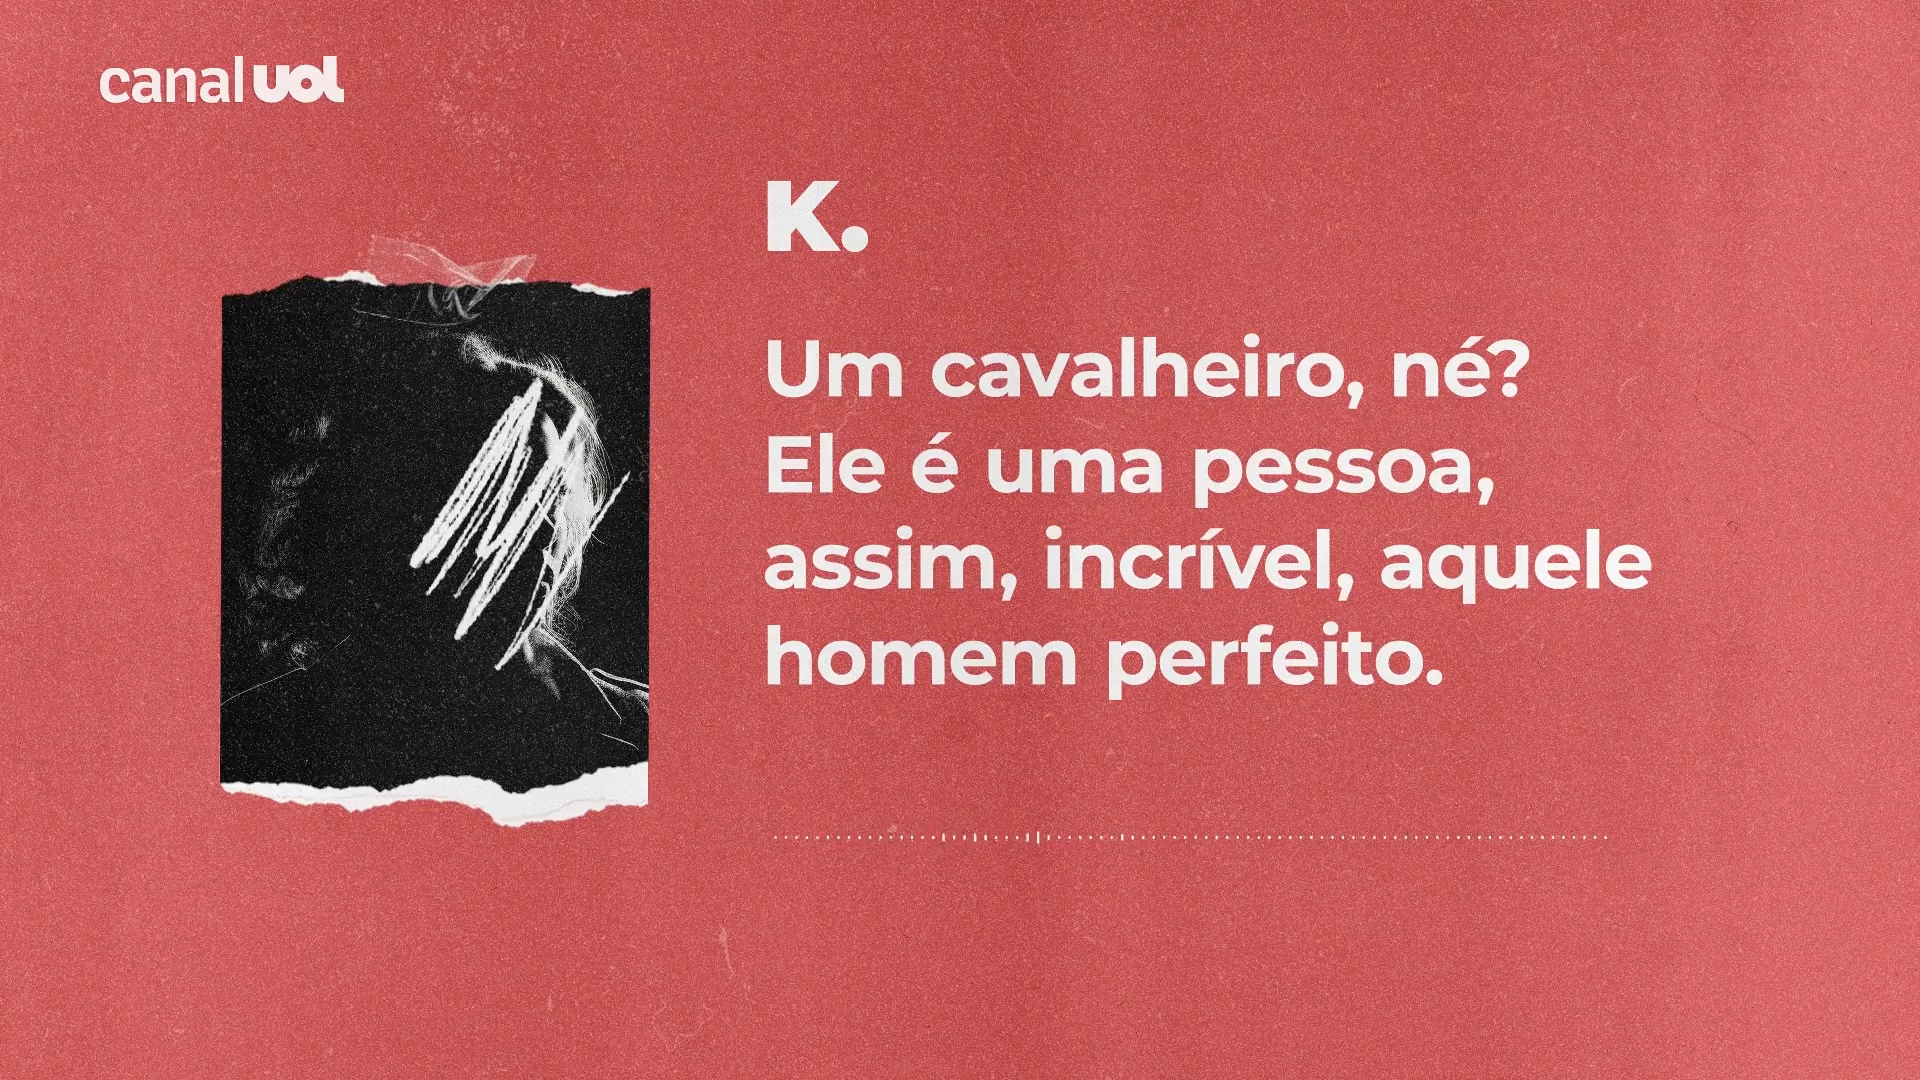 canal uol
K.
Um cavalheiro, né?
Ele é uma pessoa,
assim, incrível, aquele
homem perfeito.